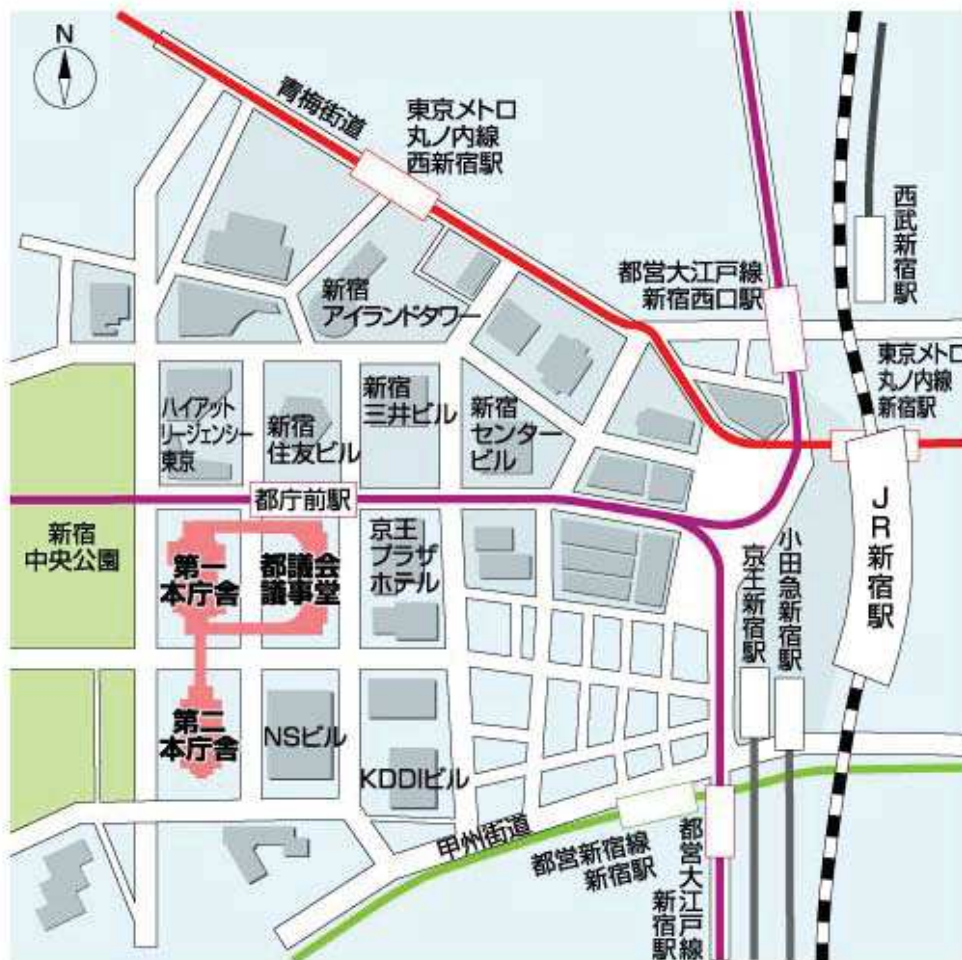 N
青梅街道
東京メトロ
丸ノ内線
西新宿駅
西武新宿駅
都営大江戸線
新宿西口駅
新宿
アイランドタワー
東京メトロ
丸ノ内線
新宿駅
ハイアット
リージェンシー
東京
新宿
住友ビル
新宿
三井ビル
新宿
センター
ビル
都庁前駅
JR新宿駅
新宿
中央公園
第一
本庁舎
都議会
議事堂
京王
プラザ
ホテル
京王新宿駅
小田急新宿駅
第二
本庁舎
NSビル
KDDIビル
甲州街道
都営新宿線
新宿駅
都営大江戸線
新宿駅